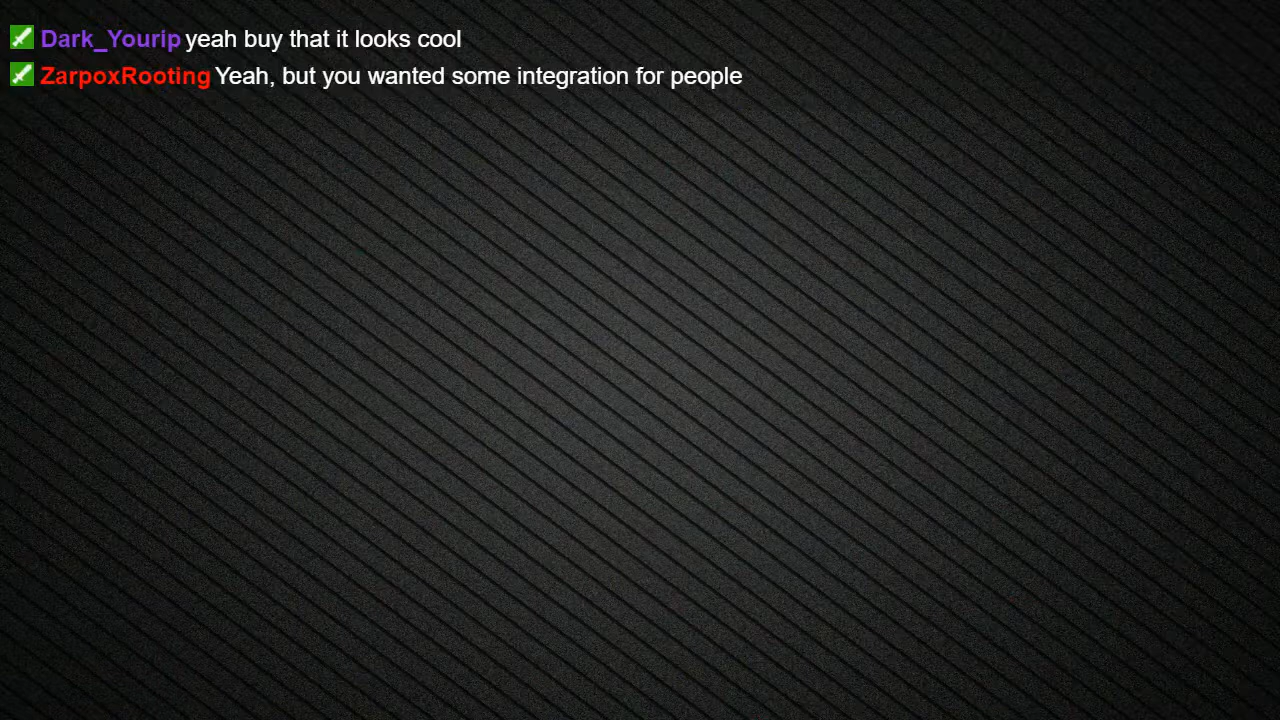 Dark_Yourip yeah buy that it looks cool
ZarpoxRooting Yeah, but you wanted some integration for people